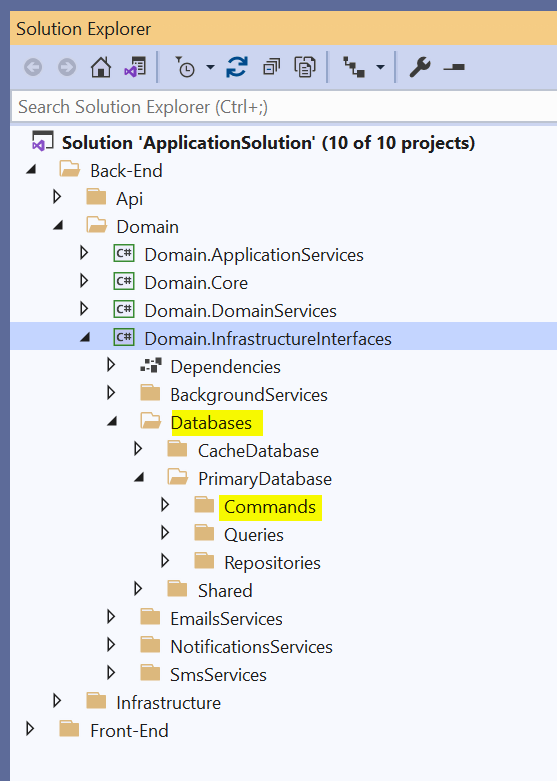 Solution Explorer
Search Solution Explorer (Ctrl+;)
Solution 'ApplicationSolution' (10 of 10 projects)
Back-End
Api
Domain
C# Domain.ApplicationServices
C# Domain.Core
C# Domain.DomainServices
C# Domain.InfrastructureInterfaces
Dependencies
BackgroundServices
Databases
CacheDatabase
PrimaryDatabase
Commands
Queries
Repositories
Shared
EmailsServices
NotificationsServices
SmsServices
Infrastructure
Front-End